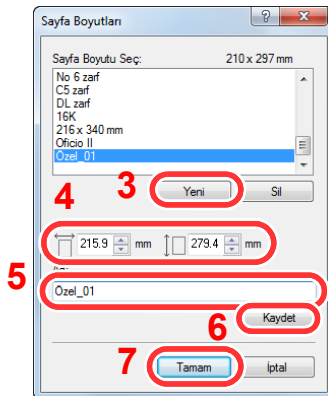 Sayfa Boyutları
?
Sayfa Boyutu Seç: 210 x 297 mm
No 6 zarf
C5 zarf
DL zarf
16K
216 x 340 mm
Oficio II
Özel_01
3 Yeni Sil
4
215.9 mm 279.4 mm
5
Özel_01
6 Kaydet
7 Tamam İptal